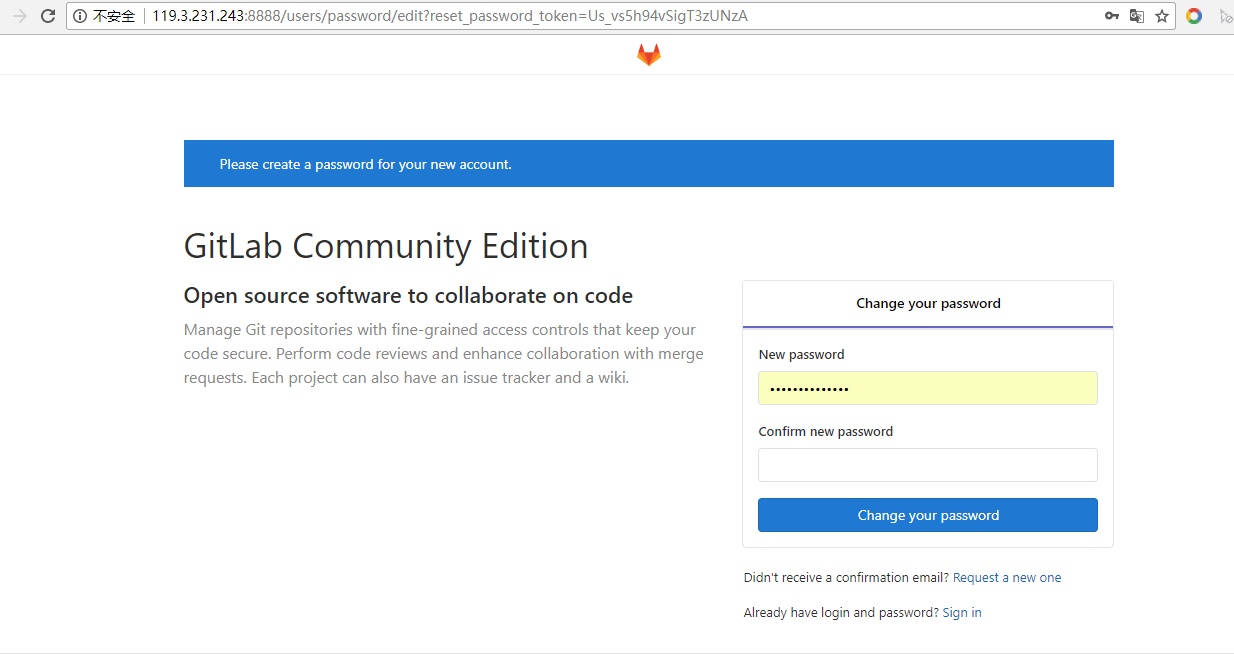 不安全 119.3.231.243:8888/users/password/edit?reset_password_token=Us_vs5h94vSigT3zUNzA
Please create a password for your new account.
GitLab Community Edition
Open source software to collaborate on code
Manage Git repositories with fine-grained access controls that keep your
code secure. Perform code reviews and enhance collaboration with merge
requests. Each project can also have an issue tracker and a wiki.
Change your password
New password
••••••••••••••
Confirm new password
Change your password
Didn't receive a confirmation email? Request a new one
Already have login and password? Sign in